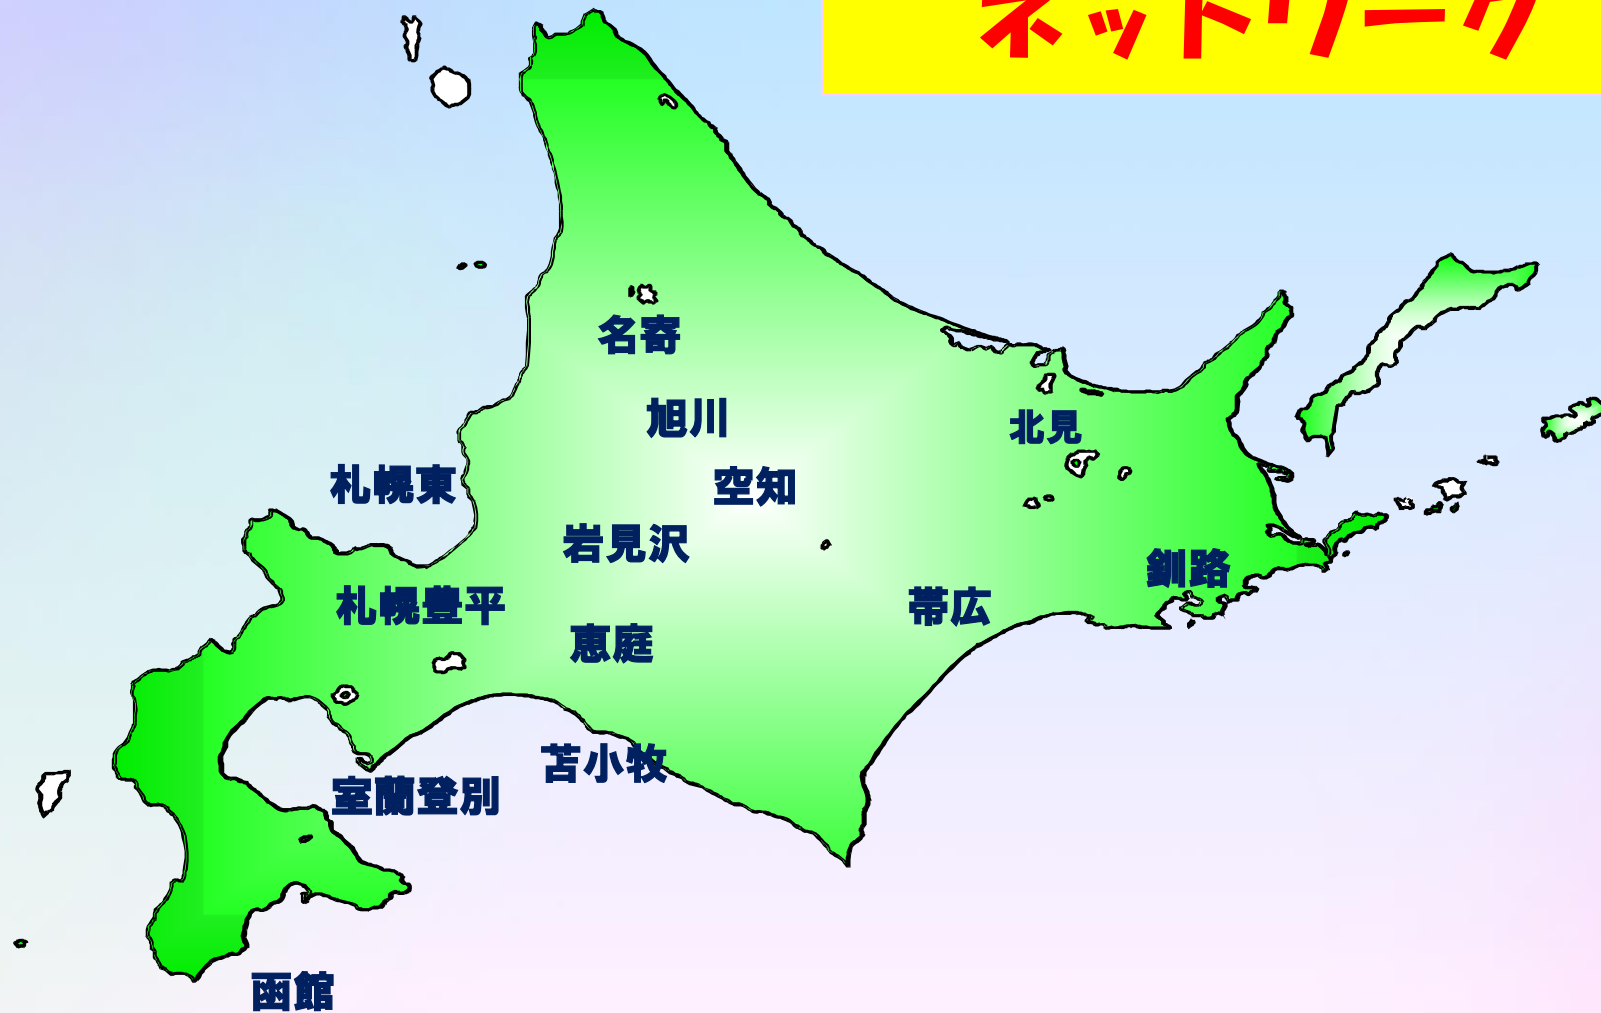 ネットワーク
名寄
旭川
北見
札幌東
空知
岩見沢
釧路
札幌豊平
帯広
恵庭
苫小牧
室蘭登別
函館